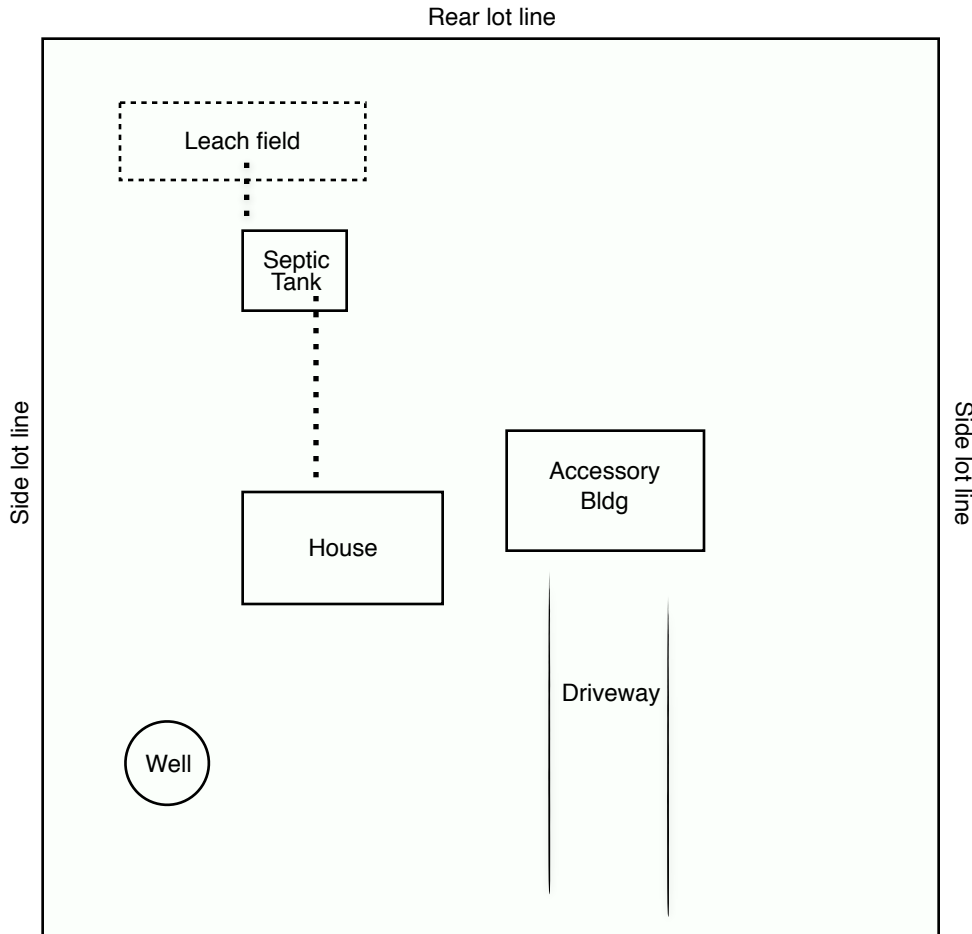 Rear lot line
Leach field
Septic
Tank
Side lot line
Side lot line
Accessory
Bldg
House
Driveway
Well